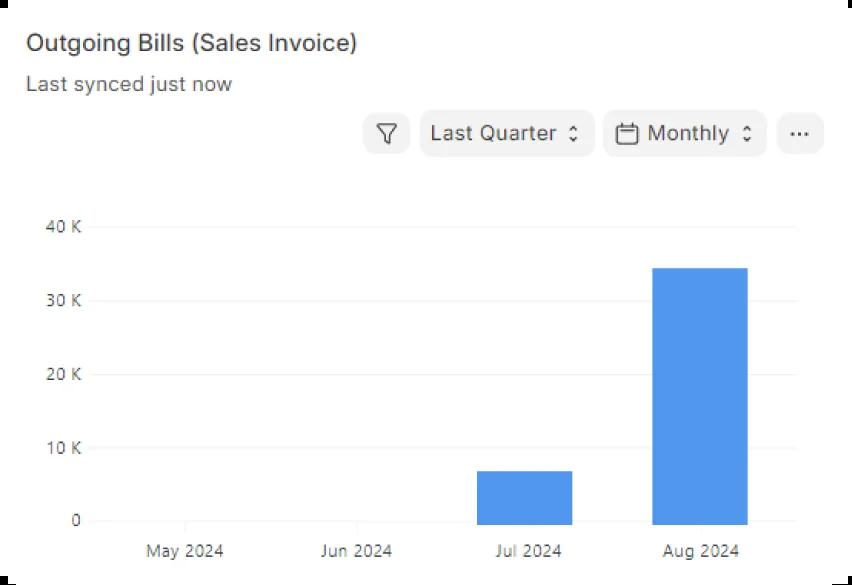 Outgoing Bills (Sales Invoice)
Last synced just now
Last Quarter Monthly ...
40 K
30 K
20 K
10 K
0
May 2024 Jun 2024 Jul 2024 Aug 2024